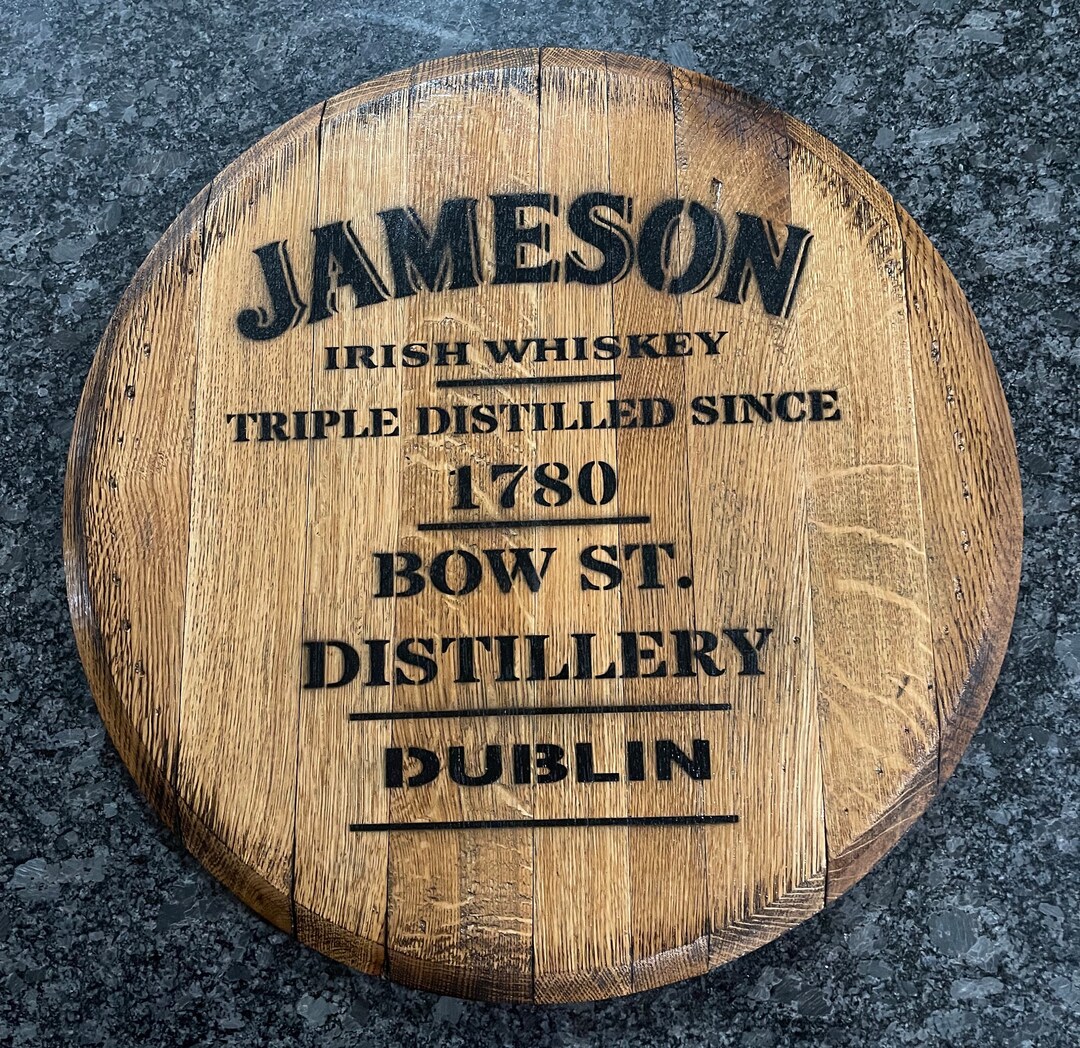 JAMESON
IRISH WHISKEY
TRIPLE DISTILLED SINCE
1780
BOW ST.
DISTILLERY
DUBLIN